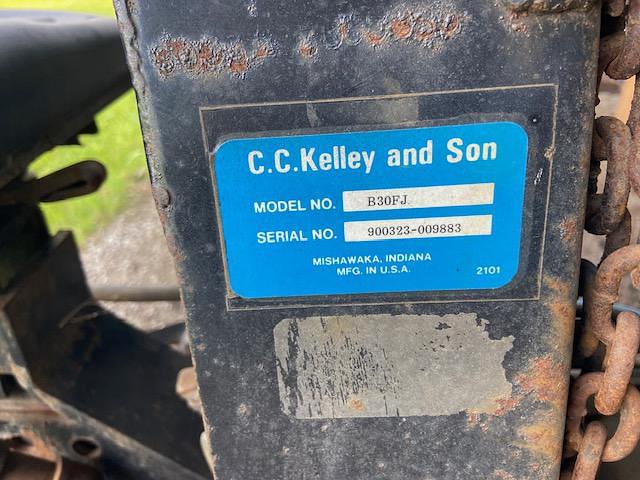 C.C.Kelley and Son
MODEL NO. B30FJ
SERIAL NO. 900323-009883
MISHAWAKA, INDIANA
MFG. IN U.S.A.
2101